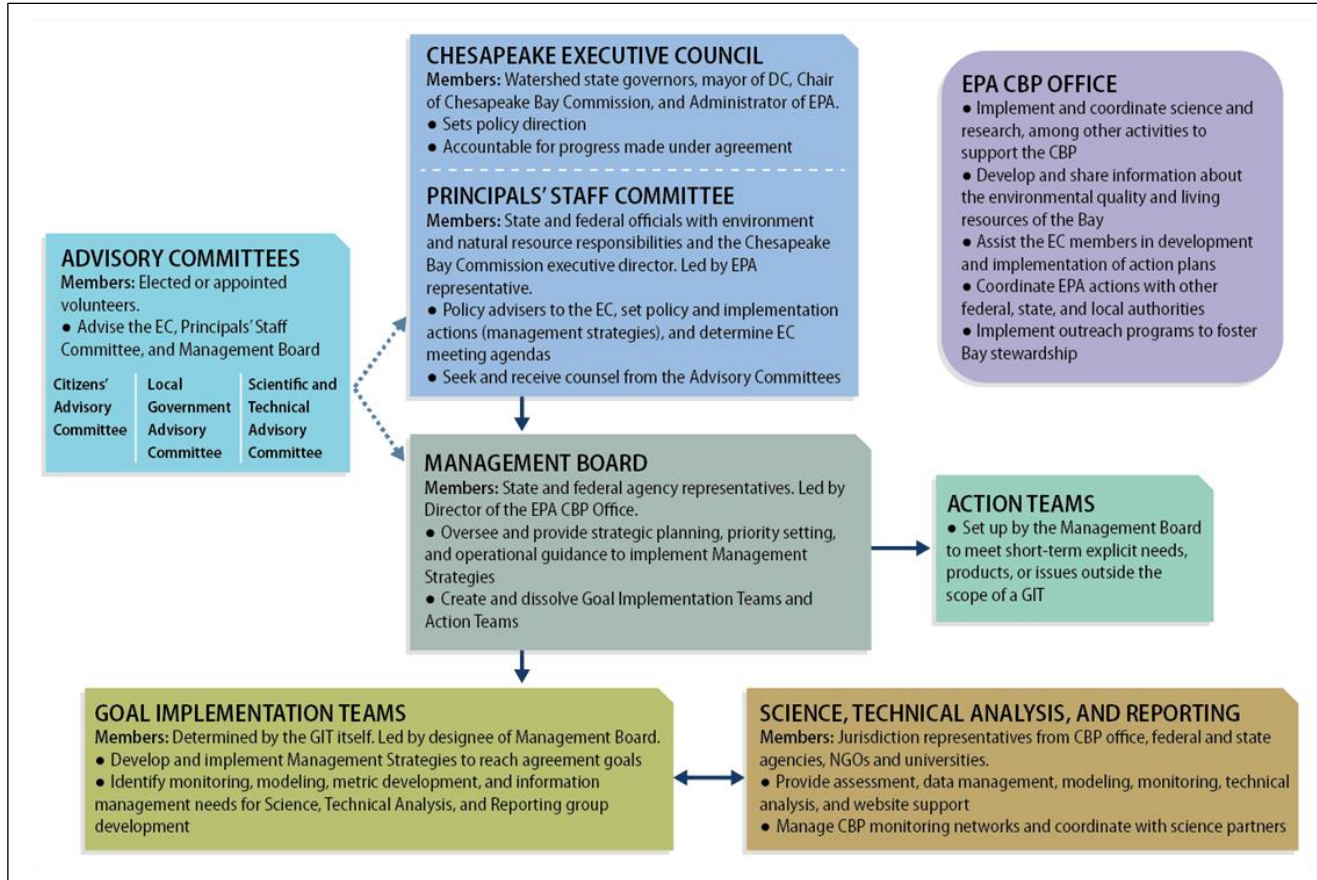 CHESAPEAKE EXECUTIVE COUNCIL
Members: Watershed state governors, mayor of DC, Chair
of Chesapeake Bay Commission, and Administrator of EPA.
● Sets policy direction
● Accountable for progress made under agreement
PRINCIPALS' STAFF COMMITTEE
Members: State and federal officials with environment
and natural resource responsibilities and the Chesapeake
Bay Commission executive director. Led by EPA
representative.
● Policy advisers to the EC, set policy and implementation
actions (management strategies), and determine EC
meeting agendas
● Seek and receive counsel from the Advisory Committees
EPA CBP OFFICE
● Implement and coordinate science and
research, among other activities to
support the CBP
● Develop and share information about
the environmental quality and living
resources of the Bay
● Assist the EC members in development
and implementation of action plans
● Coordinate EPA actions with other
federal, state, and local authorities
● Implement outreach programs to foster
Bay stewardship
ADVISORY COMMITTEES
Members: Elected or appointed
volunteers.
● Advise the EC, Principals' Staff
Committee, and Management Board
Citizens'
Advisory
Committee
Local
Government
Advisory
Committee
Scientific and
Technical
Advisory
Committee
MANAGEMENT BOARD
Members: State and federal agency representatives. Led by
Director of the EPA CBP Office.
● Oversee and provide strategic planning, priority setting,
and operational guidance to implement Management
Strategies
● Create and dissolve Goal Implementation Teams and
Action Teams
ACTION TEAMS
● Set up by the Management Board
to meet short-term explicit needs,
products, or issues outside the
scope of a GIT
GOAL IMPLEMENTATION TEAMS
Members: Determined by the GIT itself. Led by designee of Management Board.
● Develop and implement Management Strategies to reach agreement goals
● Identify monitoring, modeling, metric development, and information
management needs for Science, Technical Analysis, and Reporting group
development
SCIENCE, TECHNICAL ANALYSIS, AND REPORTING
Members: Jurisdiction representatives from CBP office, federal and state
agencies, NGOs and universities.
● Provide assessment, data management, modeling, monitoring, technical
analysis, and website support
● Manage CBP monitoring networks and coordinate with science partners